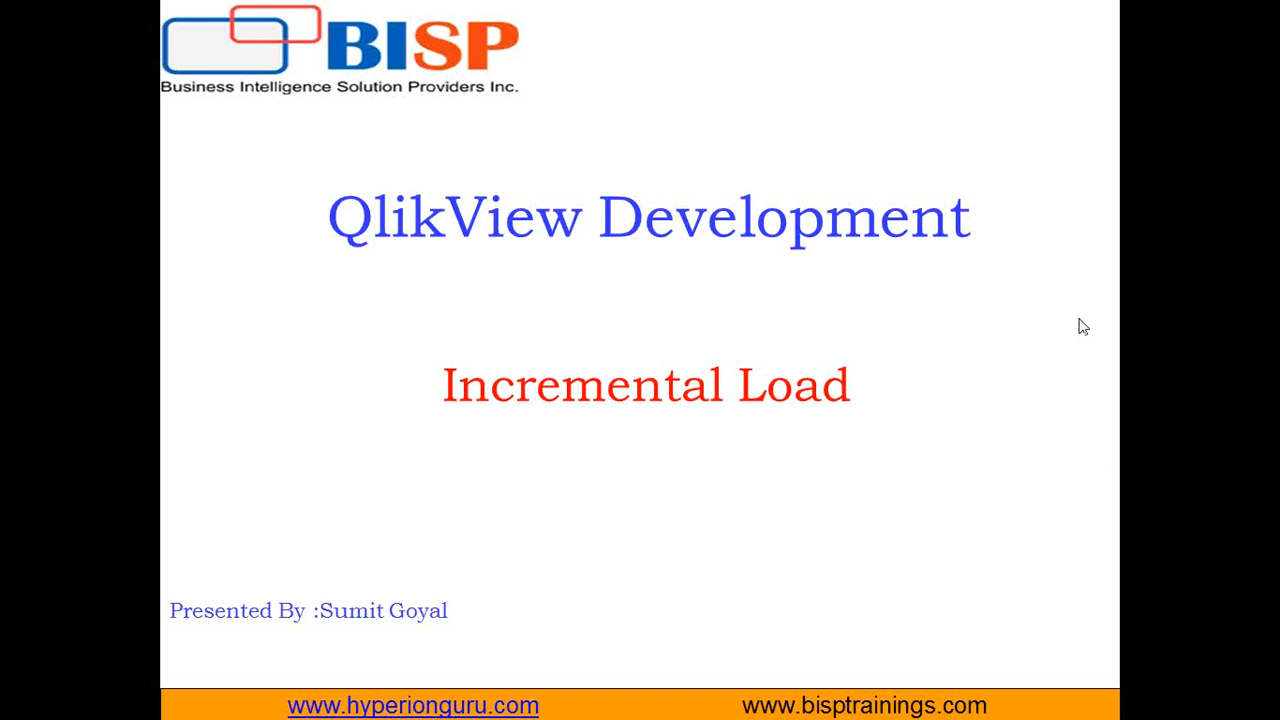 BISP
Business Intelligence Solution Providers Inc.
QlikView Development
Incremental Load
Presented By :Sumit Goyal
www.hyperionguru.com www.bisptrainings.com